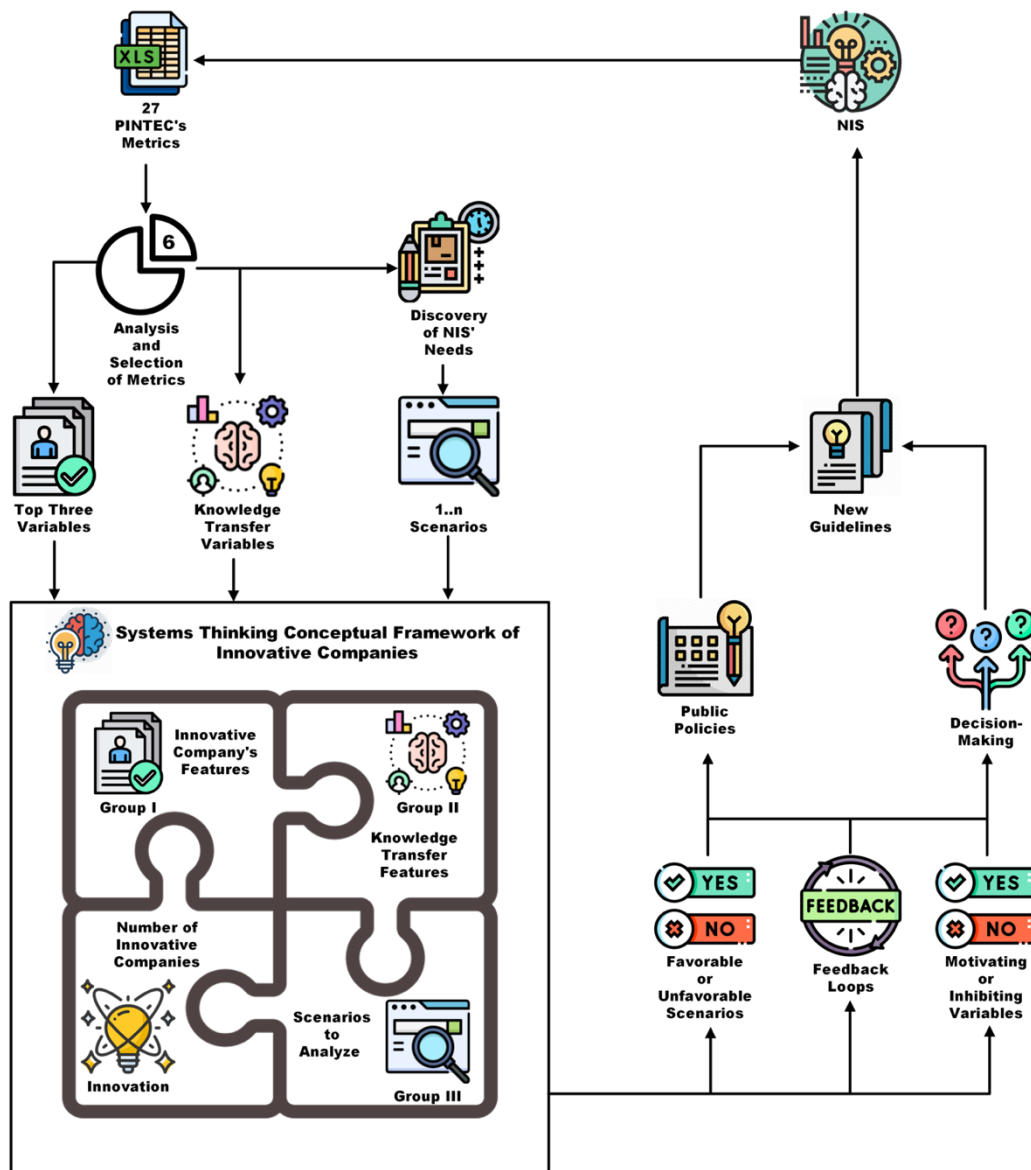 XLS
27
PINTEC's
Metrics
NIS
6
Analysis
and
Selection
of Metrics
Discovery
of NIS'
Needs
Top Three
Variables
Knowledge
Transfer
Variables
1..n
Scenarios
New
Guidelines
Systems Thinking Conceptual Framework of
Innovative Companies
Innovative
Company's
Features
Group I
Group II
Knowledge
Transfer
Features
Number of
Innovative
Companies
Innovation
Scenarios
to
Analyze
Group III
Public
Policies
? ? ?
Decision-
Making
YES
NO
Favorable
or
Unfavorable
Scenarios
FEEDBACK
Feedback
Loops
YES
NO
Motivating
or
Inhibiting
Variables